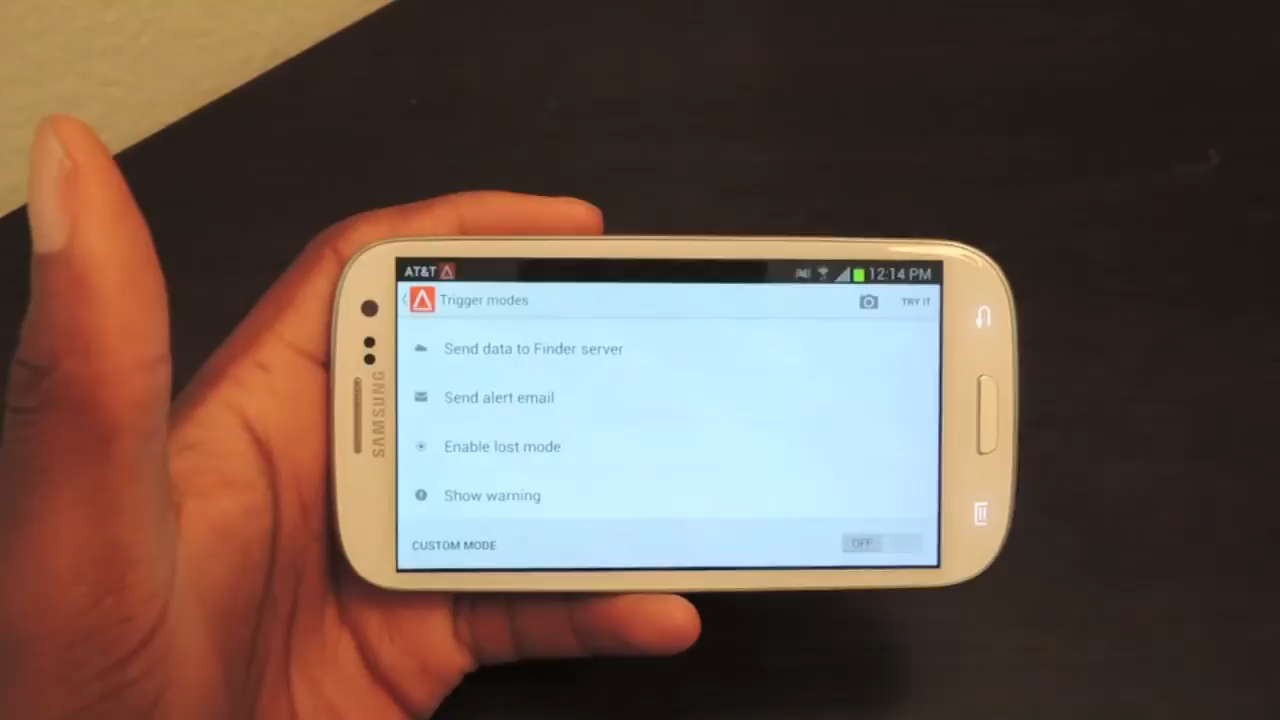 AT&T
12:14 PM
Trigger modes
TRY IT
Send data to Finder server
Send alert email
Enable lost mode
Show warning
CUSTOM MODE
OFF
SAMSUNG